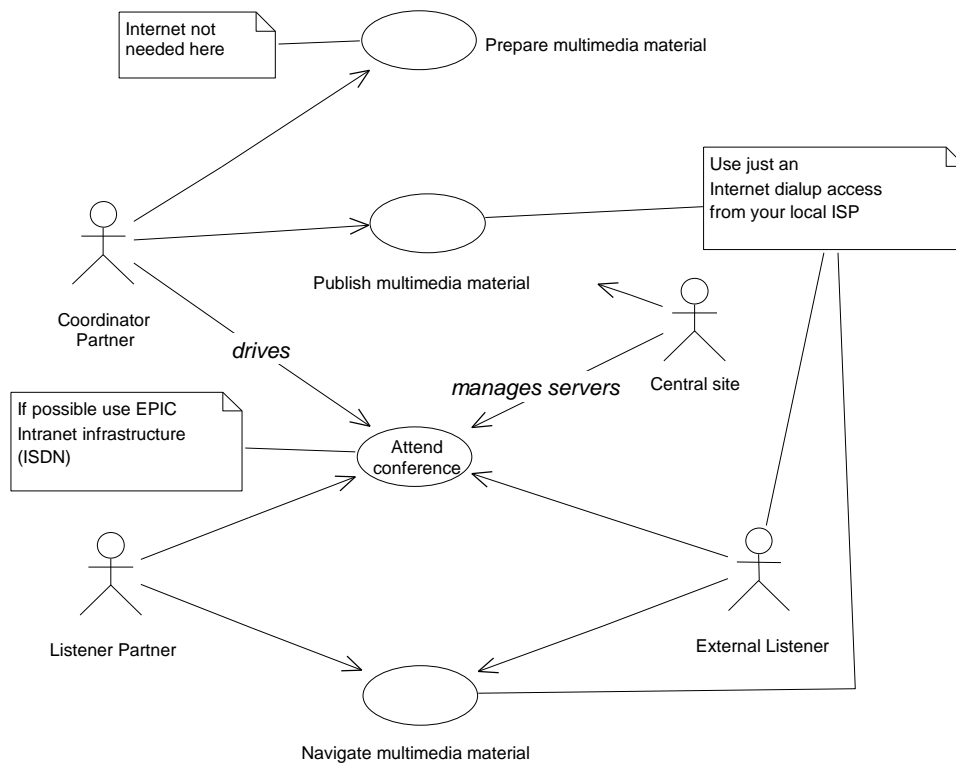 Internet not
needed here
Prepare multimedia material
Use just an
Internet dialup access
from your local ISP
Publish multimedia material
Coordinator
Partner
drives
manages servers
Central site
If possible use EPIC
Intranet infrastructure
(ISDN)
Attend
conference
Listener Partner
External Listener
Navigate multimedia material